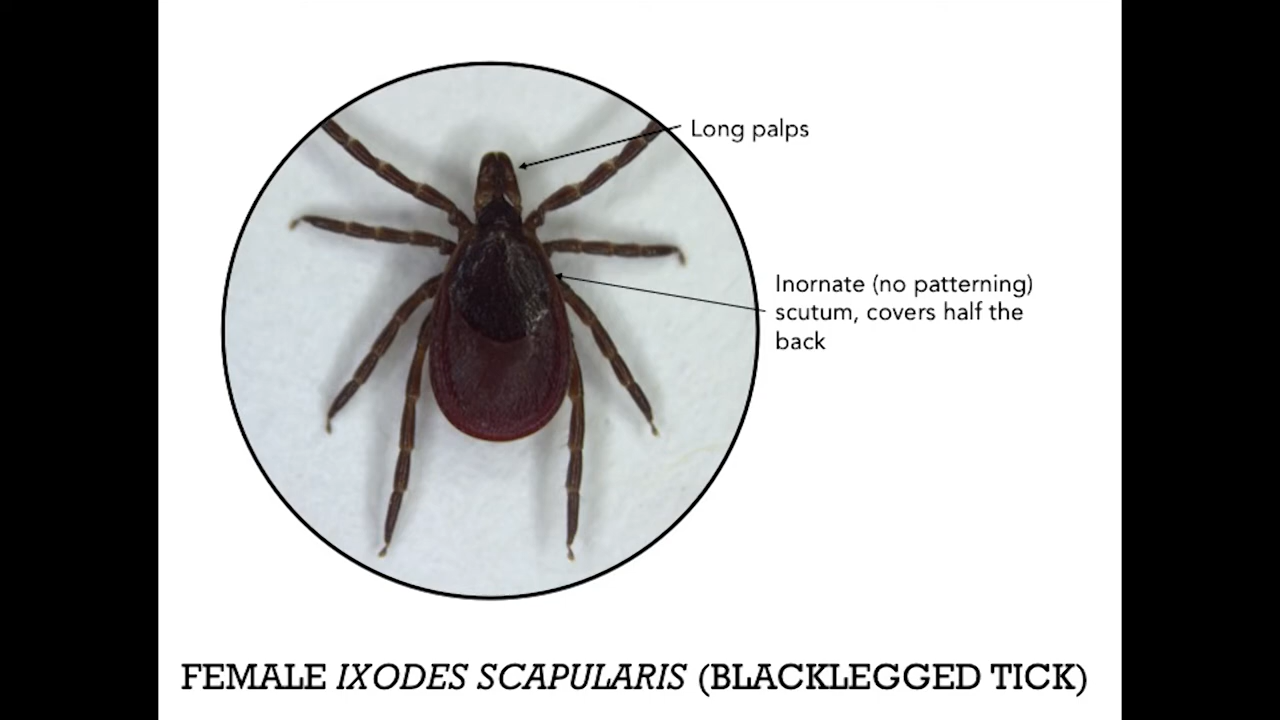 Long palps
Inornate (no patterning)
scutum, covers half the
back
FEMALE IXODES SCAPULARIS (BLACKLEGGED TICK)